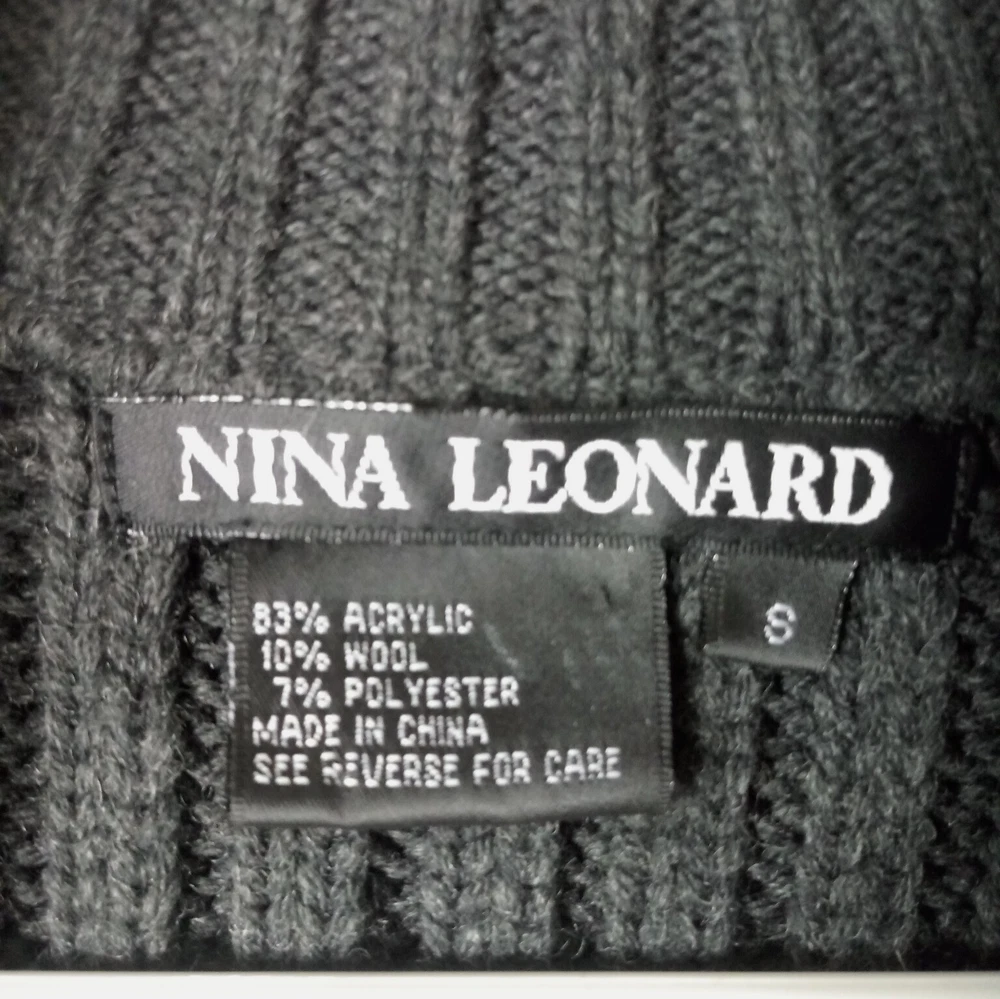 NINA LEONARD
83% ACRYLIC
10% WOOL
7% POLYESTER
MADE IN CHINA
SEE REVERSE FOR CARE
S